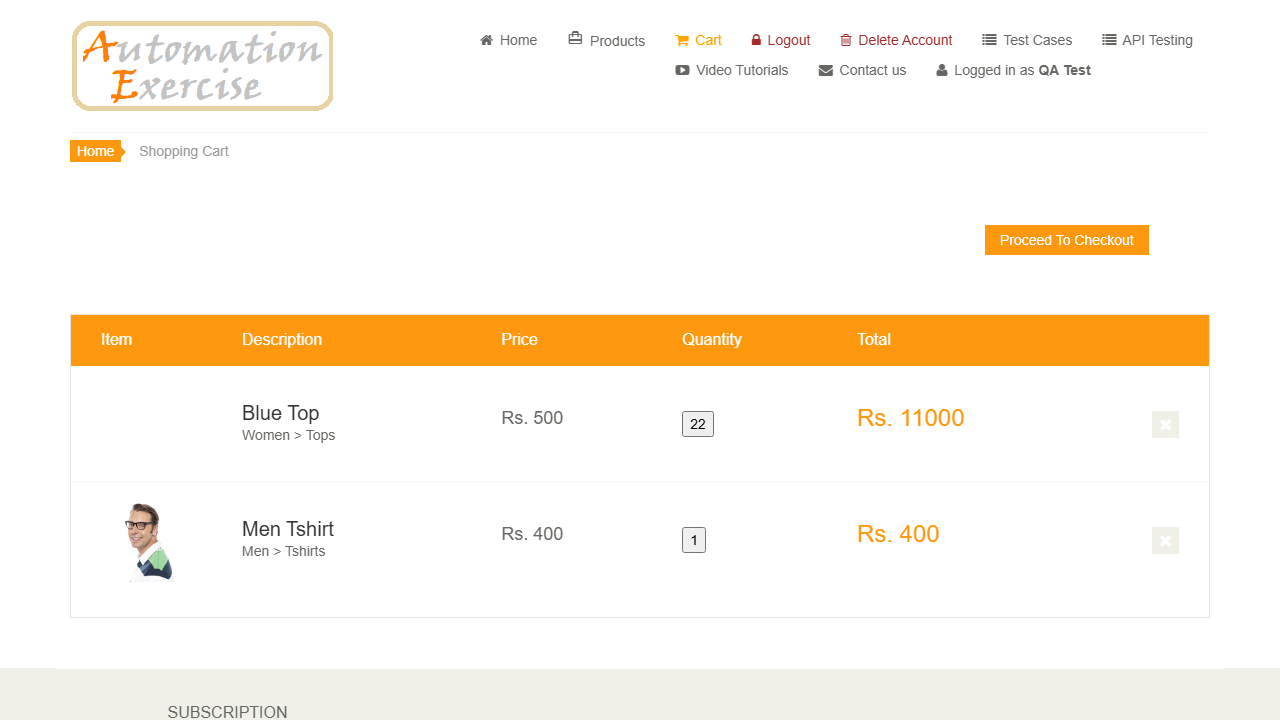 Automation
Exercise
Home
Products
Cart
Logout
Delete Account
Test Cases
API Testing
Video Tutorials
Contact us
Logged in as QA Test
Home
Shopping Cart
Proceed To Checkout
Item Description Price Quantity Total
Blue Top
Women > Tops
Rs. 500
22
Rs. 11000
Men Tshirt
Men > Tshirts
Rs. 400
1
Rs. 400
SUBSCRIPTION